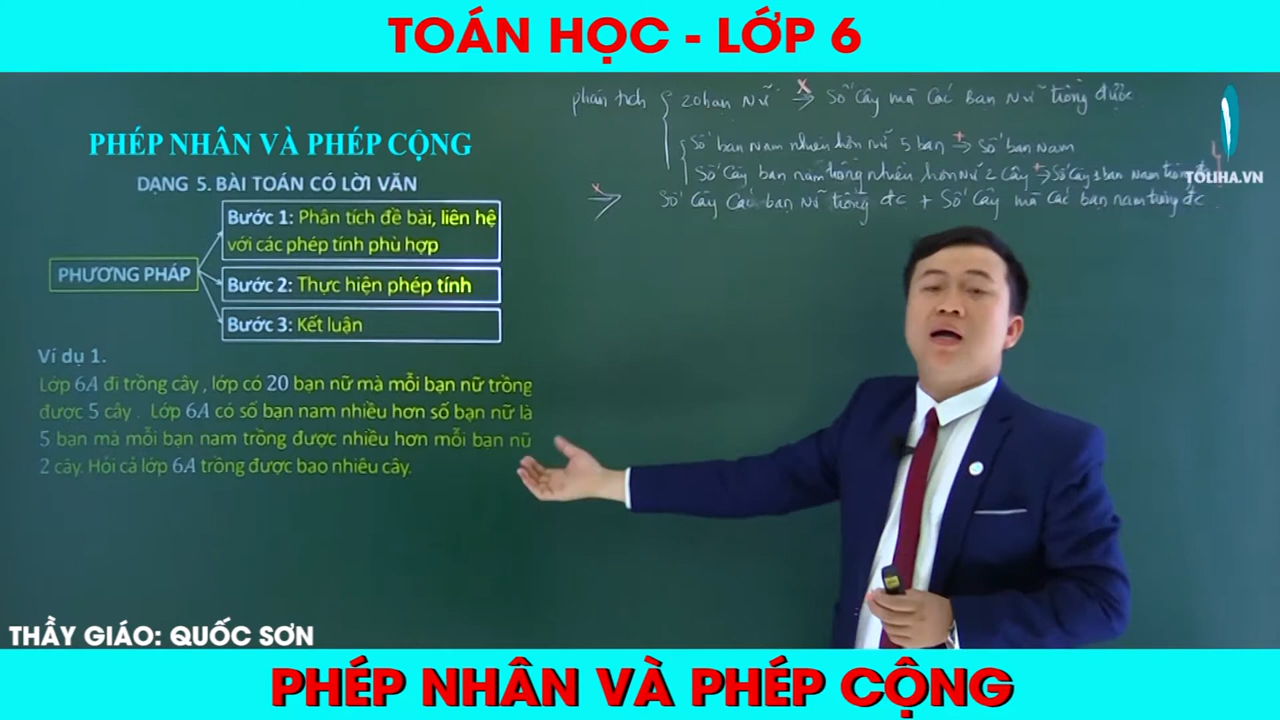 TOÁN HỌC - LỚP 6
phân tích
20 bạn Nữ x → Số cây mà các bạn Nữ trồng được
Số bạn nam nhiều hơn nữ 5 bạn + → Số bạn nam
Số cây bạn nam trồng nhiều hơn nữ 2 cây + → Số cây 1 bạn nam trồng
Số cây các bạn Nữ trồng đc + Số cây mà các bạn nam trồng đc
TOLIHA.VN
PHÉP NHÂN VÀ PHÉP CỘNG
DẠNG 5. BÀI TOÁN CÓ LỜI VĂN
PHƯƠNG PHÁP
Bước 1: Phân tích đề bài, liên hệ
với các phép tính phù hợp
Bước 2: Thực hiện phép tính
Bước 3: Kết luận
Ví dụ 1.
Lớp 6A đi trồng cây , lớp có 20 bạn nữ mà mỗi bạn nữ trồng
được 5 cây . Lớp 6A có số bạn nam nhiều hơn số bạn nữ là
5 bạn mà mỗi bạn nam trồng được nhiều hơn mỗi bạn nữ
2 cây. Hỏi cả lớp 6A trồng được bao nhiêu cây.
THẦY GIÁO: QUỐC SƠN
PHÉP NHÂN VÀ PHÉP CỘNG